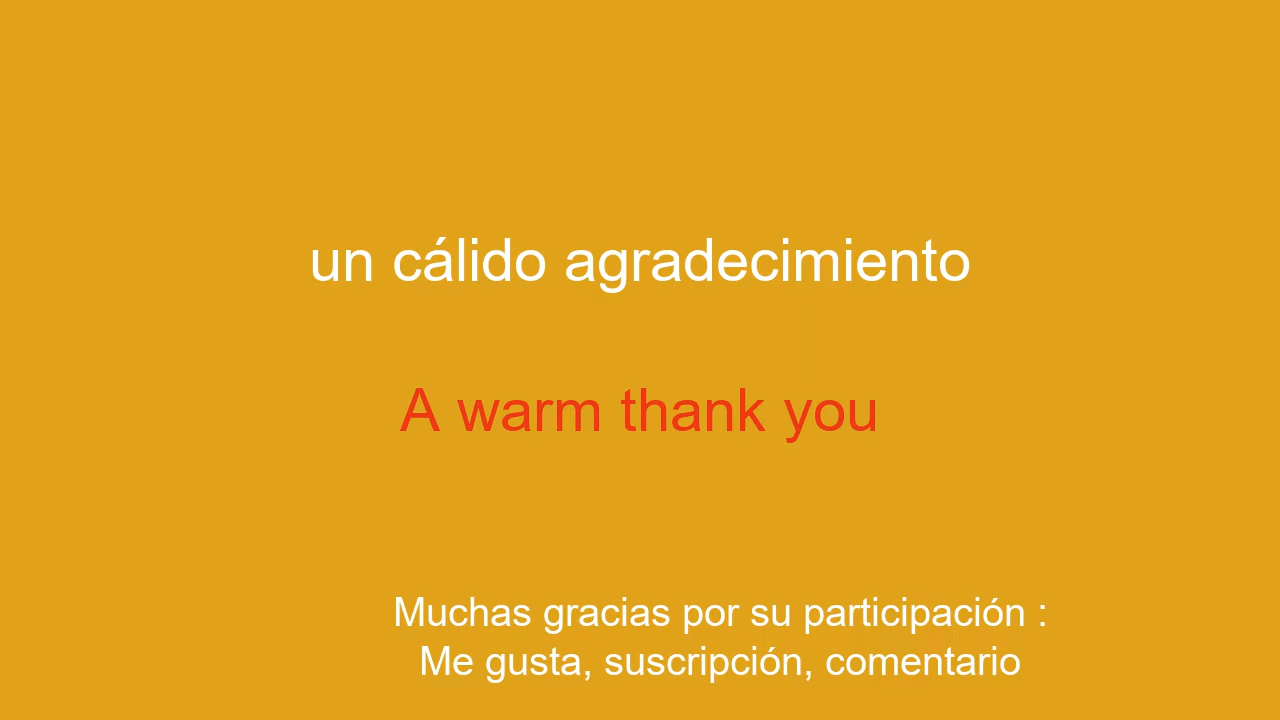 un cálido agradecimiento
A warm thank you
Muchas gracias por su participación :
Me gusta, suscripción, comentario